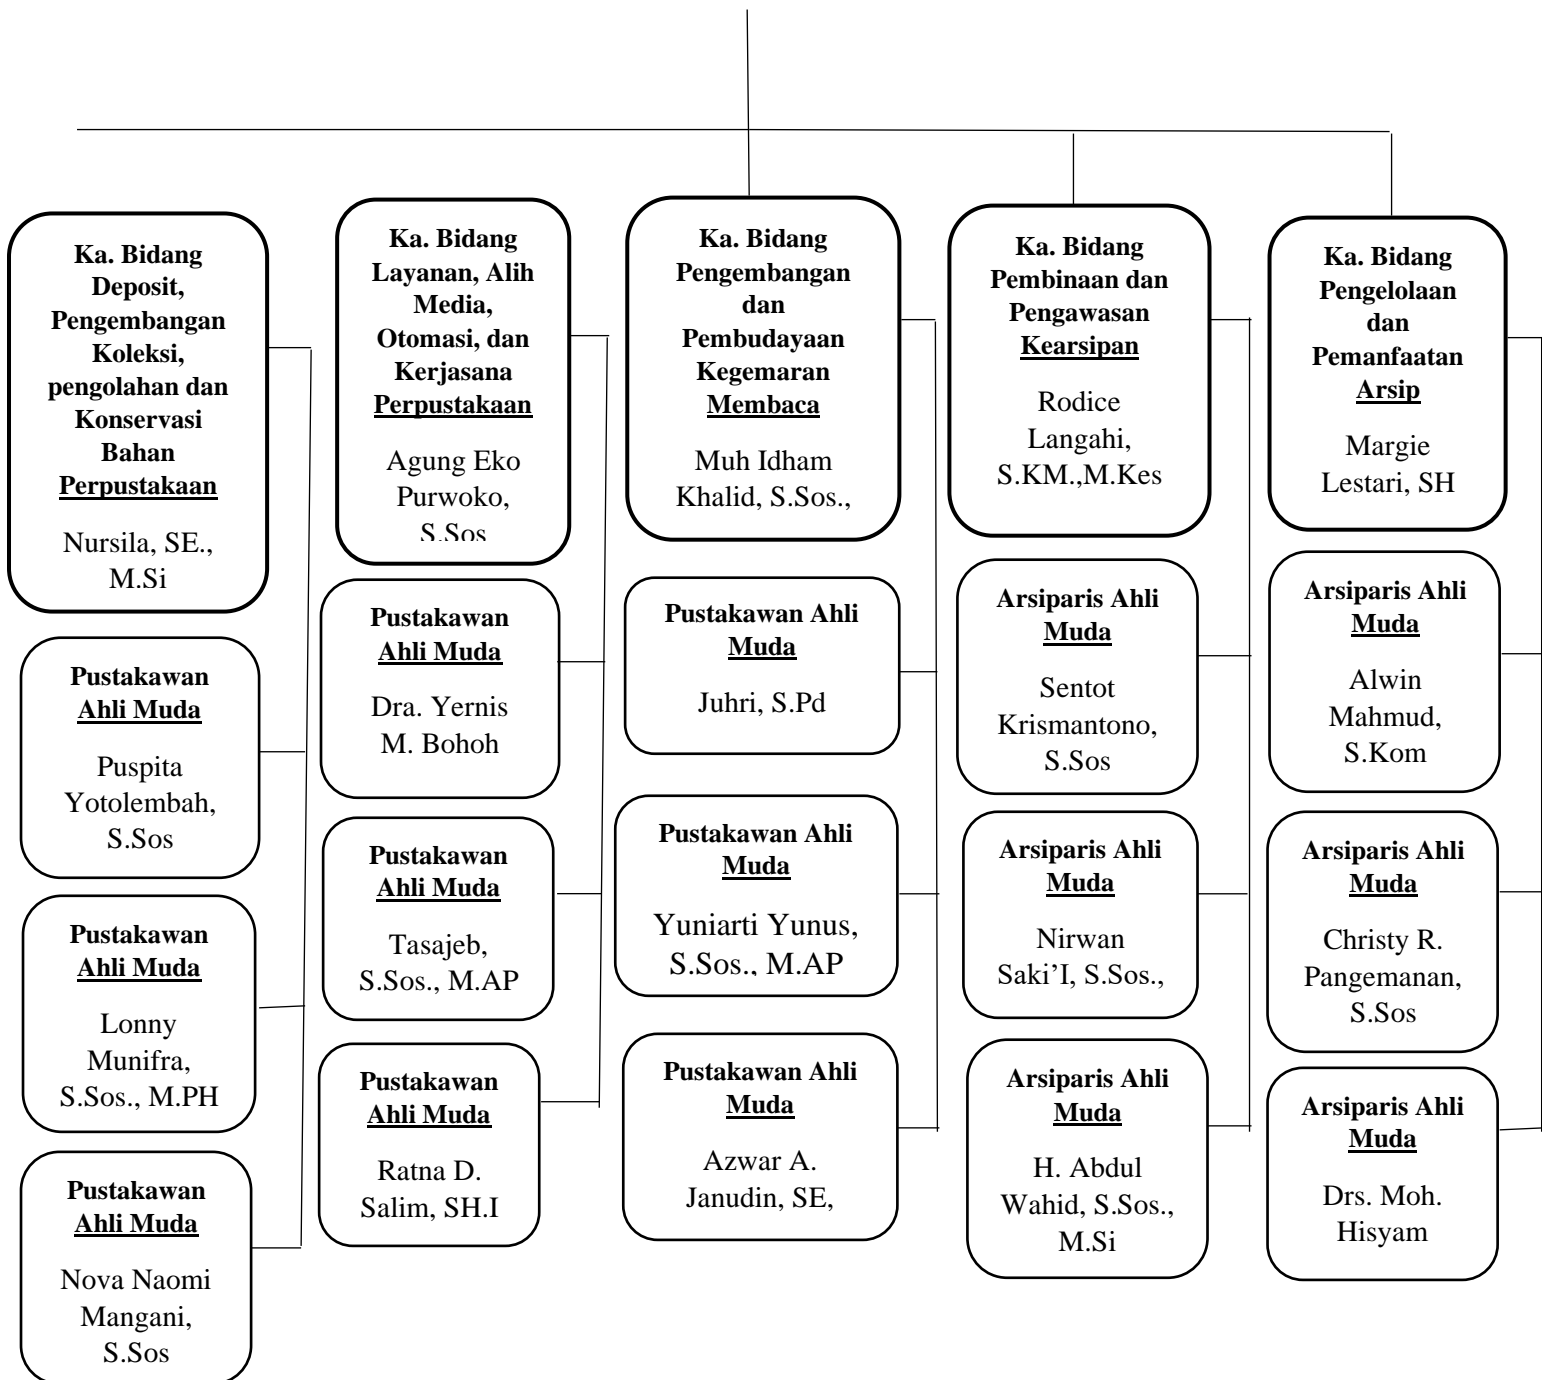 Ka. Bidang
Deposit,
Pengembangan
Koleksi,
pengolahan dan
Konservasi
Bahan
Perpustakaan
Nursila, SE.,
M.Si
Pustakawan
Ahli Muda
Puspita
Yotolembah,
S.Sos
Pustakawan
Ahli Muda
Lonny
Munifra,
S.Sos., M.PH
Pustakawan
Ahli Muda
Nova Naomi
Mangani,
S.Sos
Ka. Bidang
Layanan, Alih
Media,
Otomasi, dan
Kerjasana
Perpustakaan
Agung Eko
Purwoko,
S.Sos
Pustakawan
Ahli Muda
Dra. Yernis
M. Bohoh
Pustakawan
Ahli Muda
Tasajeb,
S.Sos., M.AP
Pustakawan
Ahli Muda
Ratna D.
Salim, SH.I
Ka. Bidang
Pengembangan
dan
Pembudayaan
Kegemaran
Membaca
Muh Idham
Khalid, S.Sos.,
Pustakawan Ahli
Muda
Juhri, S.Pd
Pustakawan Ahli
Muda
Yuniarti Yunus,
S.Sos., M.AP
Pustakawan Ahli
Muda
Azwar A.
Janudin, SE,
Ka. Bidang
Pembinaan dan
Pengawasan
Kearsipan
Rodice
Langahi,
S.KM.,M.Kes
Arsiparis Ahli
Muda
Sentot
Krismantono,
S.Sos
Arsiparis Ahli
Muda
Nirwan
Saki’I, S.Sos.,
Arsiparis Ahli
Muda
H. Abdul
Wahid, S.Sos.,
M.Si
Ka. Bidang
Pengelolaan
dan
Pemanfaatan
Arsip
Margie
Lestari, SH
Arsiparis Ahli
Muda
Alwin
Mahmud,
S.Kom
Arsiparis Ahli
Muda
Christy R.
Pangemanan,
S.Sos
Arsiparis Ahli
Muda
Drs. Moh.
Hisyam